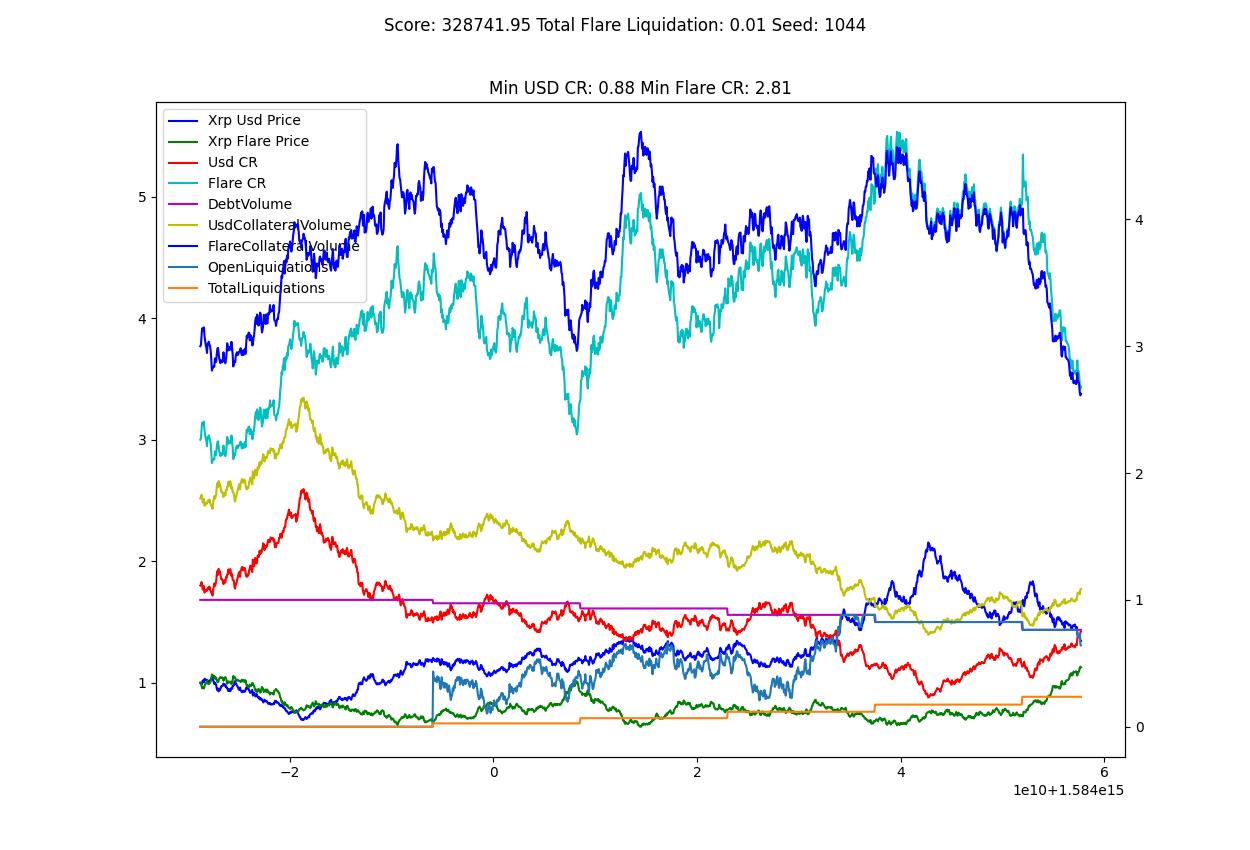 Score: 328741.95 Total Flare Liquidation: 0.01 Seed: 1044
Min USD CR: 0.88 Min Flare CR: 2.81
Xrp Usd Price
Xrp Flare Price
Usd CR
Flare CR
DebtVolume
UsdCollateralVolume
FlareCollateralVolume
OpenLiquidations
TotalLiquidations
5
4
3
2
1
4
3
2
1
0
−2
0
2
4
6
1e10+1.584e15